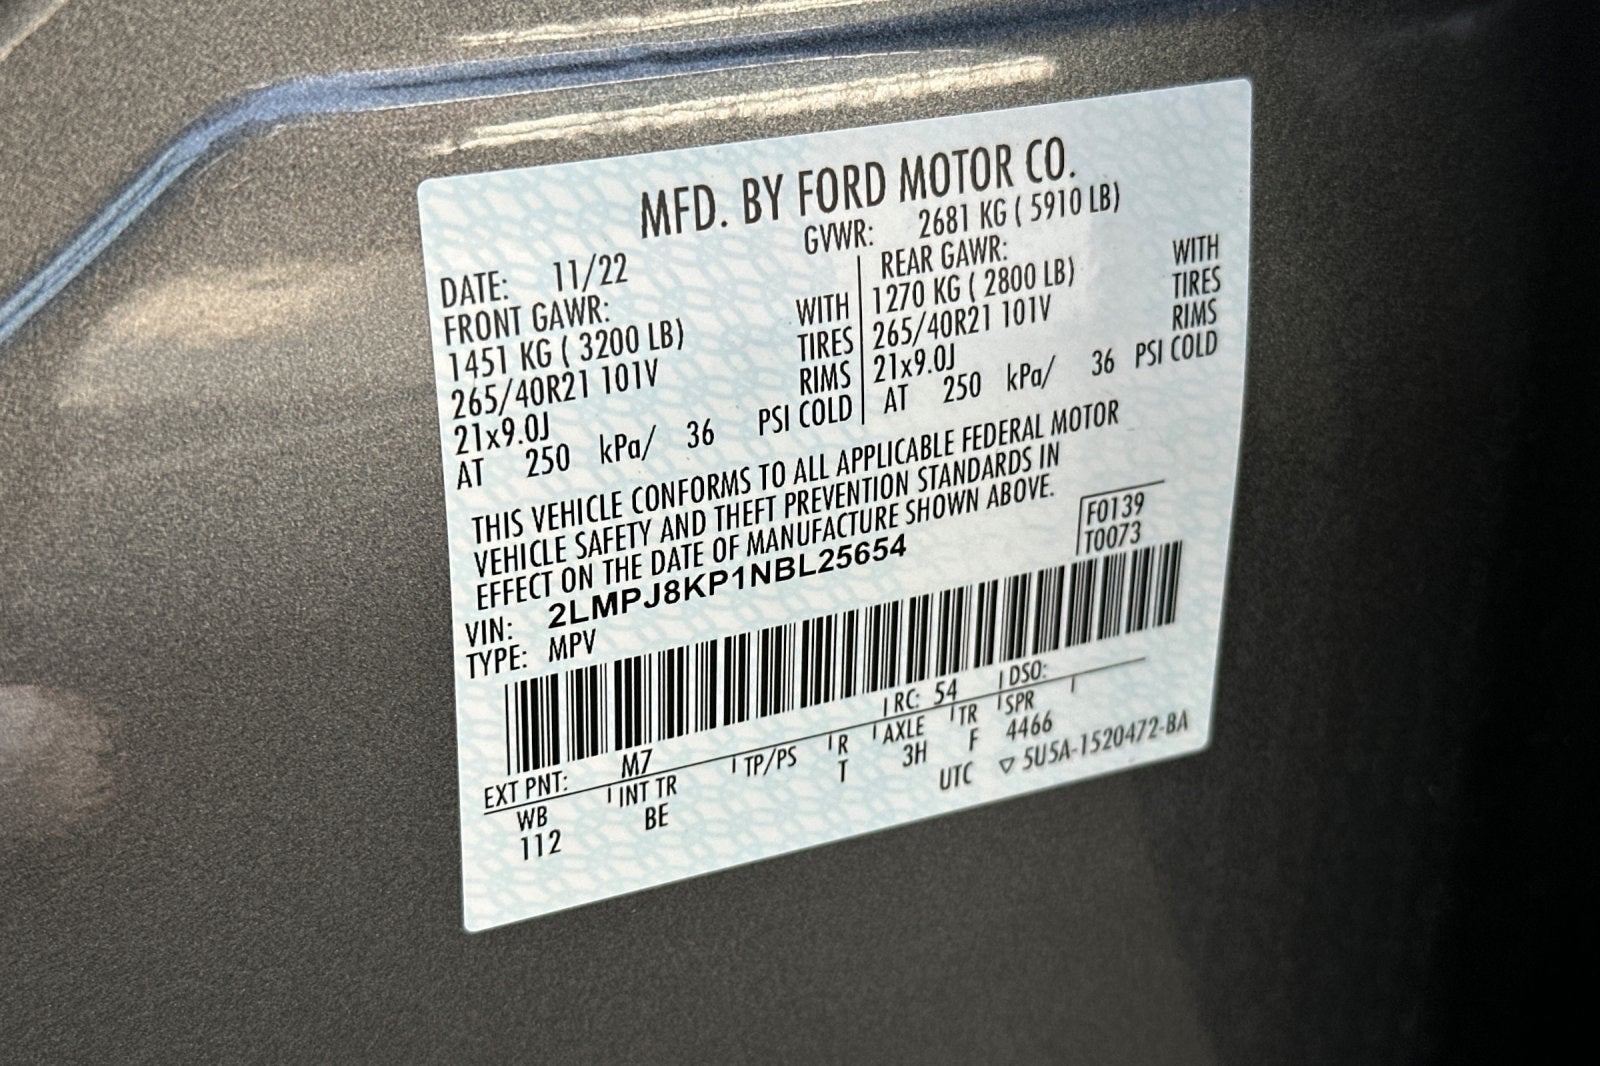 MFD. BY FORD MOTOR CO.
DATE: 11/22 GVWR: 2681 KG ( 5910 LB)
FRONT GAWR: REAR GAWR:
1451 KG ( 3200 LB) WITH 1270 KG ( 2800 LB) WITH
265/40R21 101V TIRES 265/40R21 101V TIRES
21x9.0J RIMS 21x9.0J RIMS
AT 250 kPa/ 36 PSI COLD AT 250 kPa/ 36 PSI COLD
THIS VEHICLE CONFORMS TO ALL APPLICABLE FEDERAL MOTOR
VEHICLE SAFETY AND THEFT PREVENTION STANDARDS IN
EFFECT ON THE DATE OF MANUFACTURE SHOWN ABOVE.
F0139
T0073
VIN: 2LMPJ8KP1NBL25654
TYPE: MPV
EXT PNT: M7 RC: 54 DSO:
WB INT TR TP/PS R AXLE TR SPR
112 BE T 3H F 4466
UTC ▽ 5U5A-1520472-BA